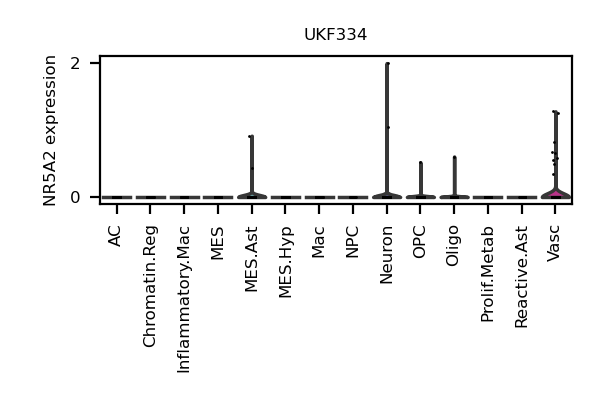 UKF334
NR5A2 expression
2
0
AC
Chromatin.Reg
Inflammatory.Mac
MES
MES.Ast
MES.Hyp
Mac
NPC
Neuron
OPC
Oligo
Prolif.Metab
Reactive.Ast
Vasc